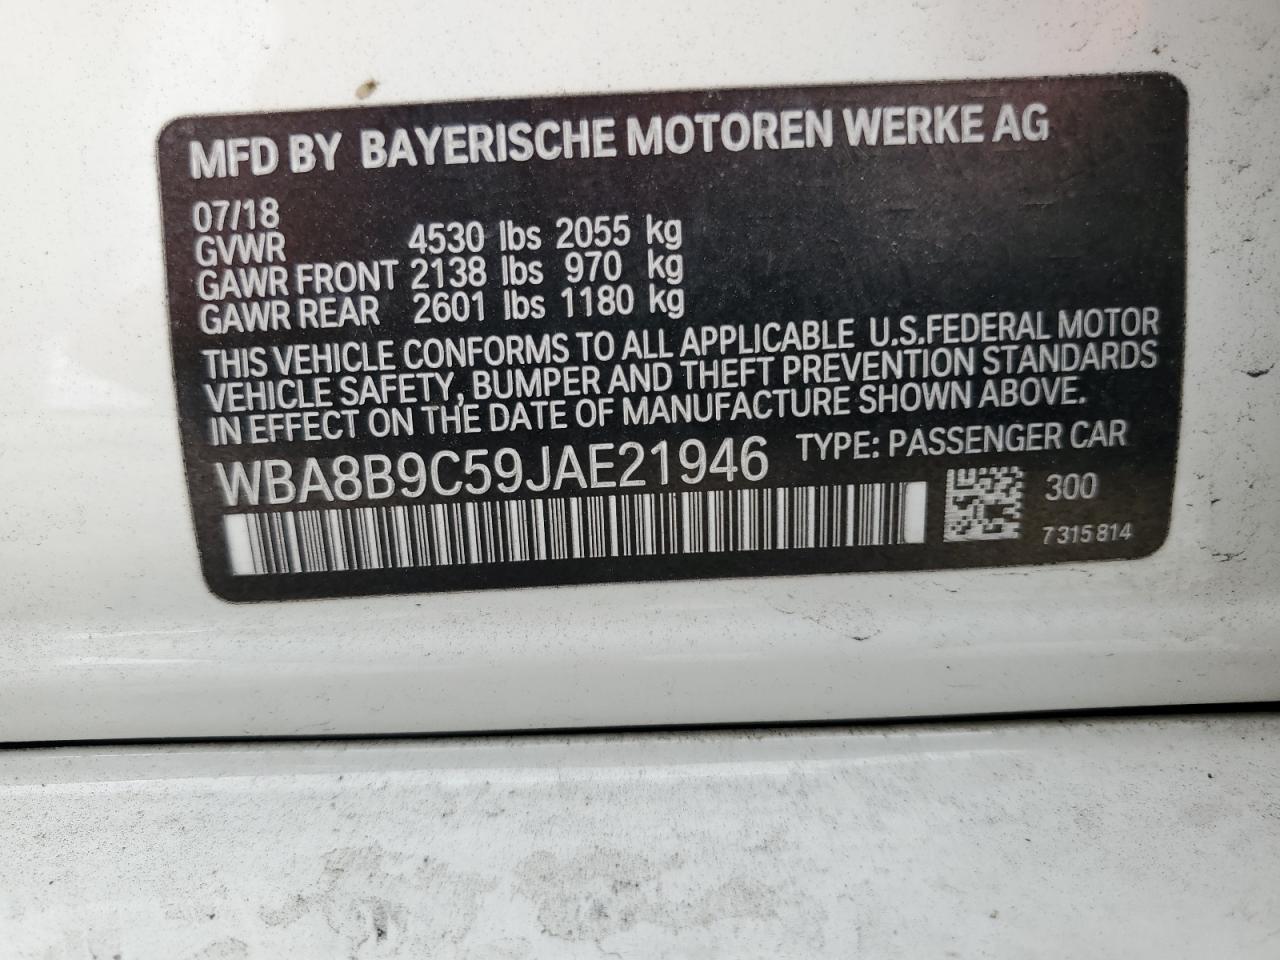 MFD BY BAYERISCHE MOTOREN WERKE AG
07/18
GVWR 4530 lbs 2055 kg
GAWR FRONT 2138 lbs 970 kg
GAWR REAR 2601 lbs 1180 kg
THIS VEHICLE CONFORMS TO ALL APPLICABLE U.S.FEDERAL MOTOR
VEHICLE SAFETY, BUMPER AND THEFT PREVENTION STANDARDS
IN EFFECT ON THE DATE OF MANUFACTURE SHOWN ABOVE.
WBA8B9C59JAE21946 TYPE: PASSENGER CAR
300
7315814